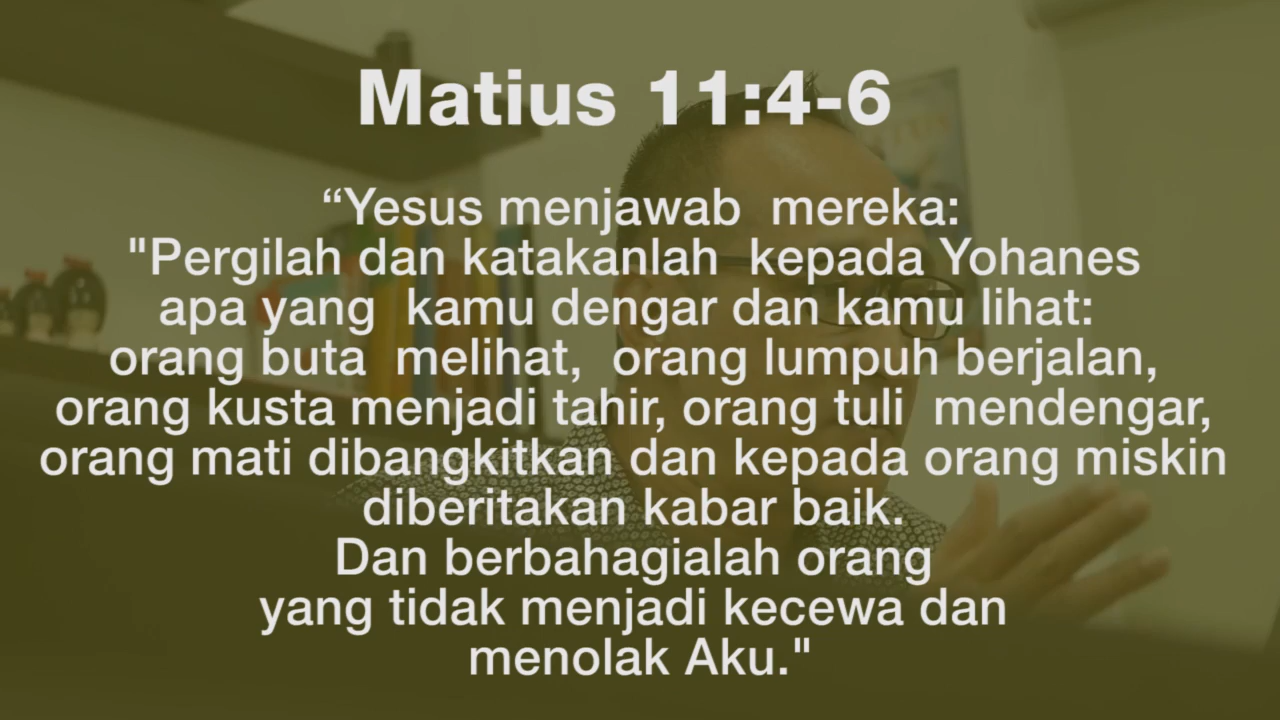 Matius 11:4-6
“Yesus menjawab  mereka:
"Pergilah dan katakanlah  kepada Yohanes
apa yang  kamu dengar dan kamu lihat:
orang buta  melihat,  orang lumpuh berjalan,
orang kusta menjadi tahir, orang tuli  mendengar,
orang mati dibangkitkan dan kepada orang miskin
diberitakan kabar baik.
Dan berbahagialah orang
yang tidak menjadi kecewa dan
menolak Aku."